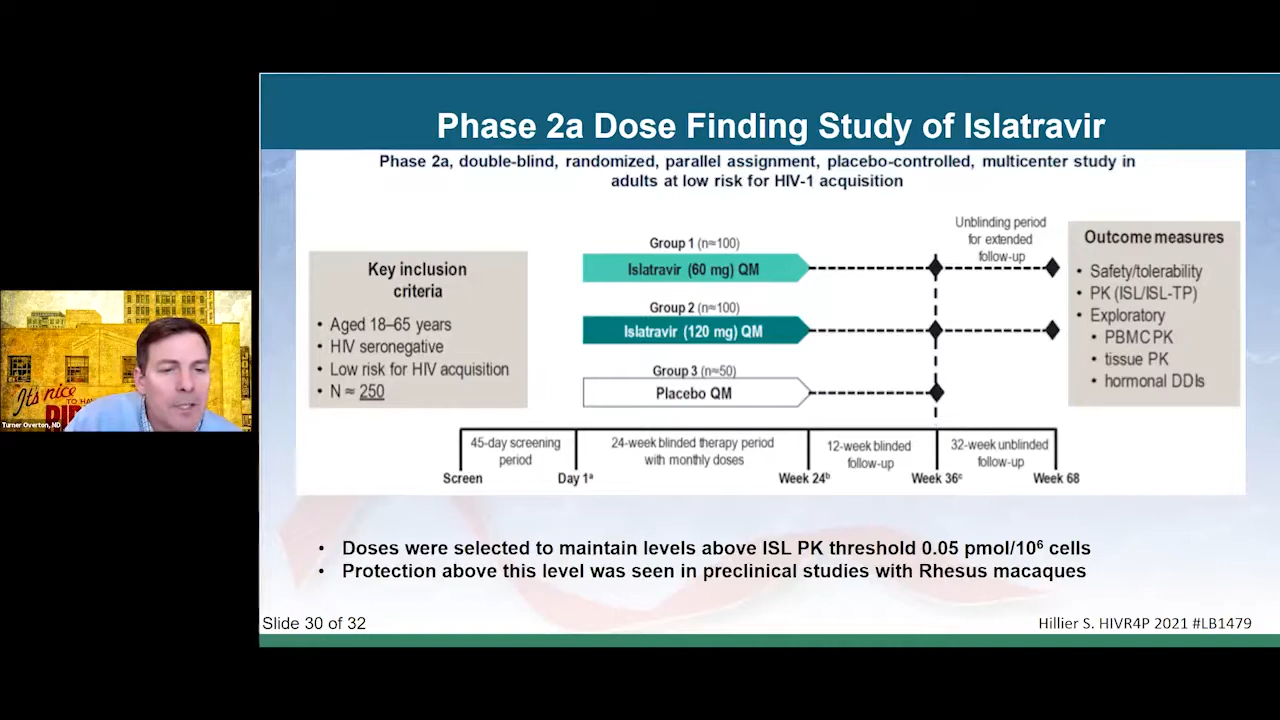 Phase 2a Dose Finding Study of Islatravir
Phase 2a, double-blind, randomized, parallel assignment, placebo-controlled, multicenter study in
adults at low risk for HIV-1 acquisition
Key inclusion
criteria
• Aged 18–65 years
• HIV seronegative
• Low risk for HIV acquisition
• N ≈ 250
Group 1 (n≈100)
Islatravir (60 mg) QM
Group 2 (n≈100)
Islatravir (120 mg) QM
Group 3 (n≈50)
Placebo QM
Unblinding period
for extended
follow-up
Outcome measures
• Safety/tolerability
• PK (ISL/ISL-TP)
• Exploratory
• PBMC PK
• tissue PK
• hormonal DDIs
45-day screening
period
24-week blinded therapy period
with monthly doses
12-week blinded
follow-up
32-week unblinded
follow-up
Screen
Day 1ᵃ
Week 24ᵇ
Week 36ᶜ
Week 68
• Doses were selected to maintain levels above ISL PK threshold 0.05 pmol/10⁶ cells
• Protection above this level was seen in preclinical studies with Rhesus macaques
Slide 30 of 32
Hillier S. HIVR4P 2021 #LB1479
It's nice
TO HA
Turner Overton, MD